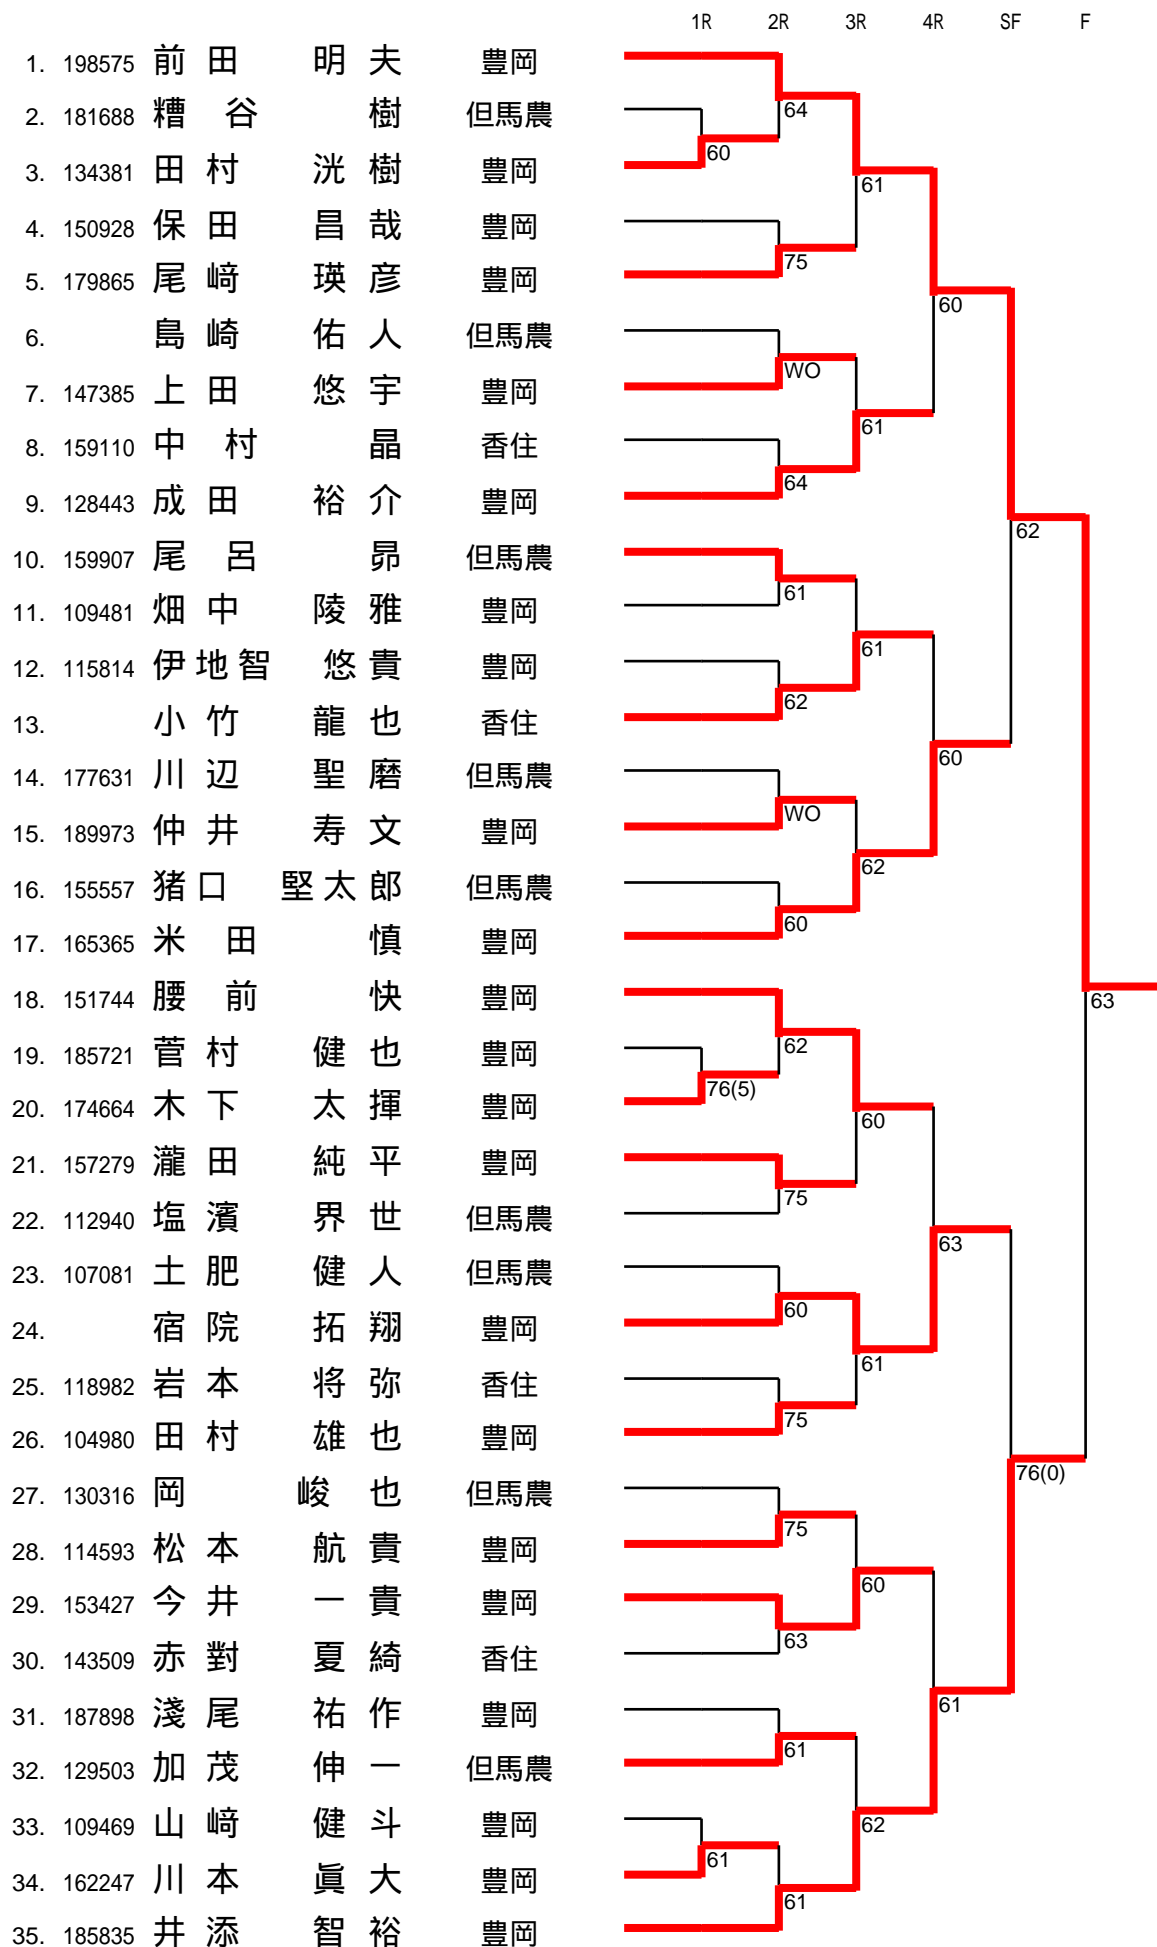 1R 2R 3R 4R SF F
1. 198575 前田 明夫 豊岡
2. 181688 糟谷 樹 但馬農
64
3. 134381 田村 洸樹 豊岡
60
61
4. 150928 保田 昌哉 豊岡
75
5. 179865 尾﨑 瑛彦 豊岡
60
6. 島崎 佑人 但馬農
WO
7. 147385 上田 悠宇 豊岡
61
8. 159110 中村 晶 香住
64
9. 128443 成田 裕介 豊岡
62
10. 159907 尾呂 昴 但馬農
61
11. 109481 畑中 陵雅 豊岡
61
12. 115814 伊地智 悠貴 豊岡
62
13. 小竹 龍也 香住
60
14. 177631 川辺 聖磨 但馬農
WO
15. 189973 仲井 寿文 豊岡
62
16. 155557 猪口 堅太郎 但馬農
60
17. 165365 米田 慎 豊岡
18. 151744 腰前 快 豊岡
63
19. 185721 菅村 健也 豊岡
62
76(5)
20. 174664 木下 太揮 豊岡
60
21. 157279 瀧田 純平 豊岡
75
22. 112940 塩濱 界世 但馬農
63
23. 107081 土肥 健人 但馬農
60
24. 宿院 拓翔 豊岡
61
25. 118982 岩本 将弥 香住
75
26. 104980 田村 雄也 豊岡
76(0)
27. 130316 岡 峻也 但馬農
75
28. 114593 松本 航貴 豊岡
60
29. 153427 今井 一貴 豊岡
63
30. 143509 赤對 夏綺 香住
61
31. 187898 淺尾 祐作 豊岡
61
32. 129503 加茂 伸一 但馬農
62
33. 109469 山﨑 健斗 豊岡
61
34. 162247 川本 眞大 豊岡
61
35. 185835 井添 智裕 豊岡